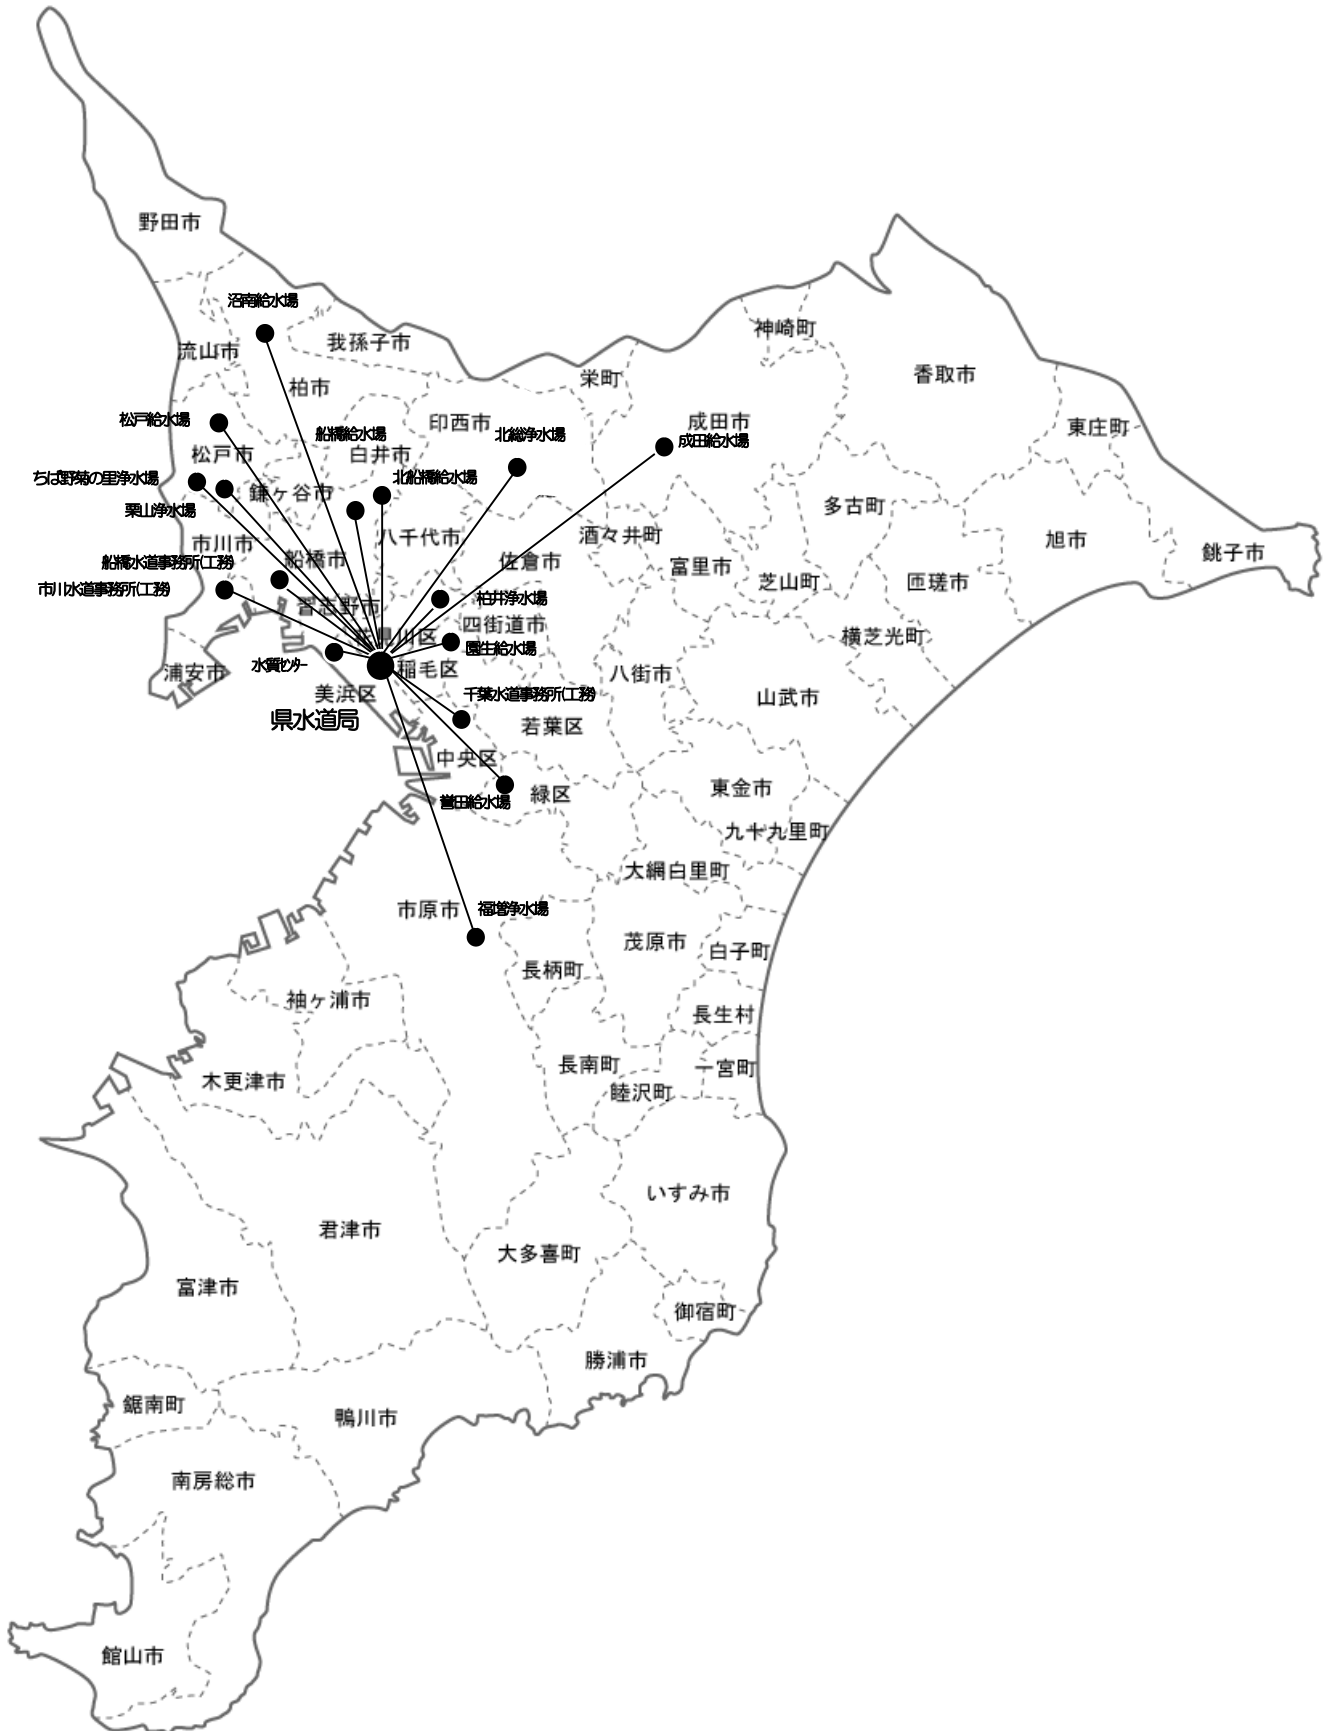 野田市
沼南給水場
流山市
我孫子市
神崎町
柏市
栄町
香取市
松戸給水場
船橋給水場
印西市
北総浄水場
成田市
成田給水場
東庄町
松戸市
白井市
ちば野菊の里浄水場
鎌ヶ谷市
北船橋給水場
栗山浄水場
多古町
市川市
八千代市
酒々井町
旭市
銚子市
船橋水道事務所(工務)
船橋市
佐倉市
富里市
芝山町
匝瑳市
市川水道事務所(工務)
習志野市
柏井浄水場
花見川区
四街道市
横芝光町
園生給水場
浦安市
水質センター
稲毛区
八街市
美浜区
千葉水道事務所(工務)
山武市
県水道局
若葉区
中央区
東金市
誉田給水場
緑区
九十九里町
大網白里町
市原市
福増浄水場
茂原市
白子町
長柄町
袖ヶ浦市
長生村
木更津市
長南町
一宮町
睦沢町
いすみ市
君津市
大多喜町
富津市
御宿町
勝浦市
鋸南町
鴨川市
南房総市
館山市